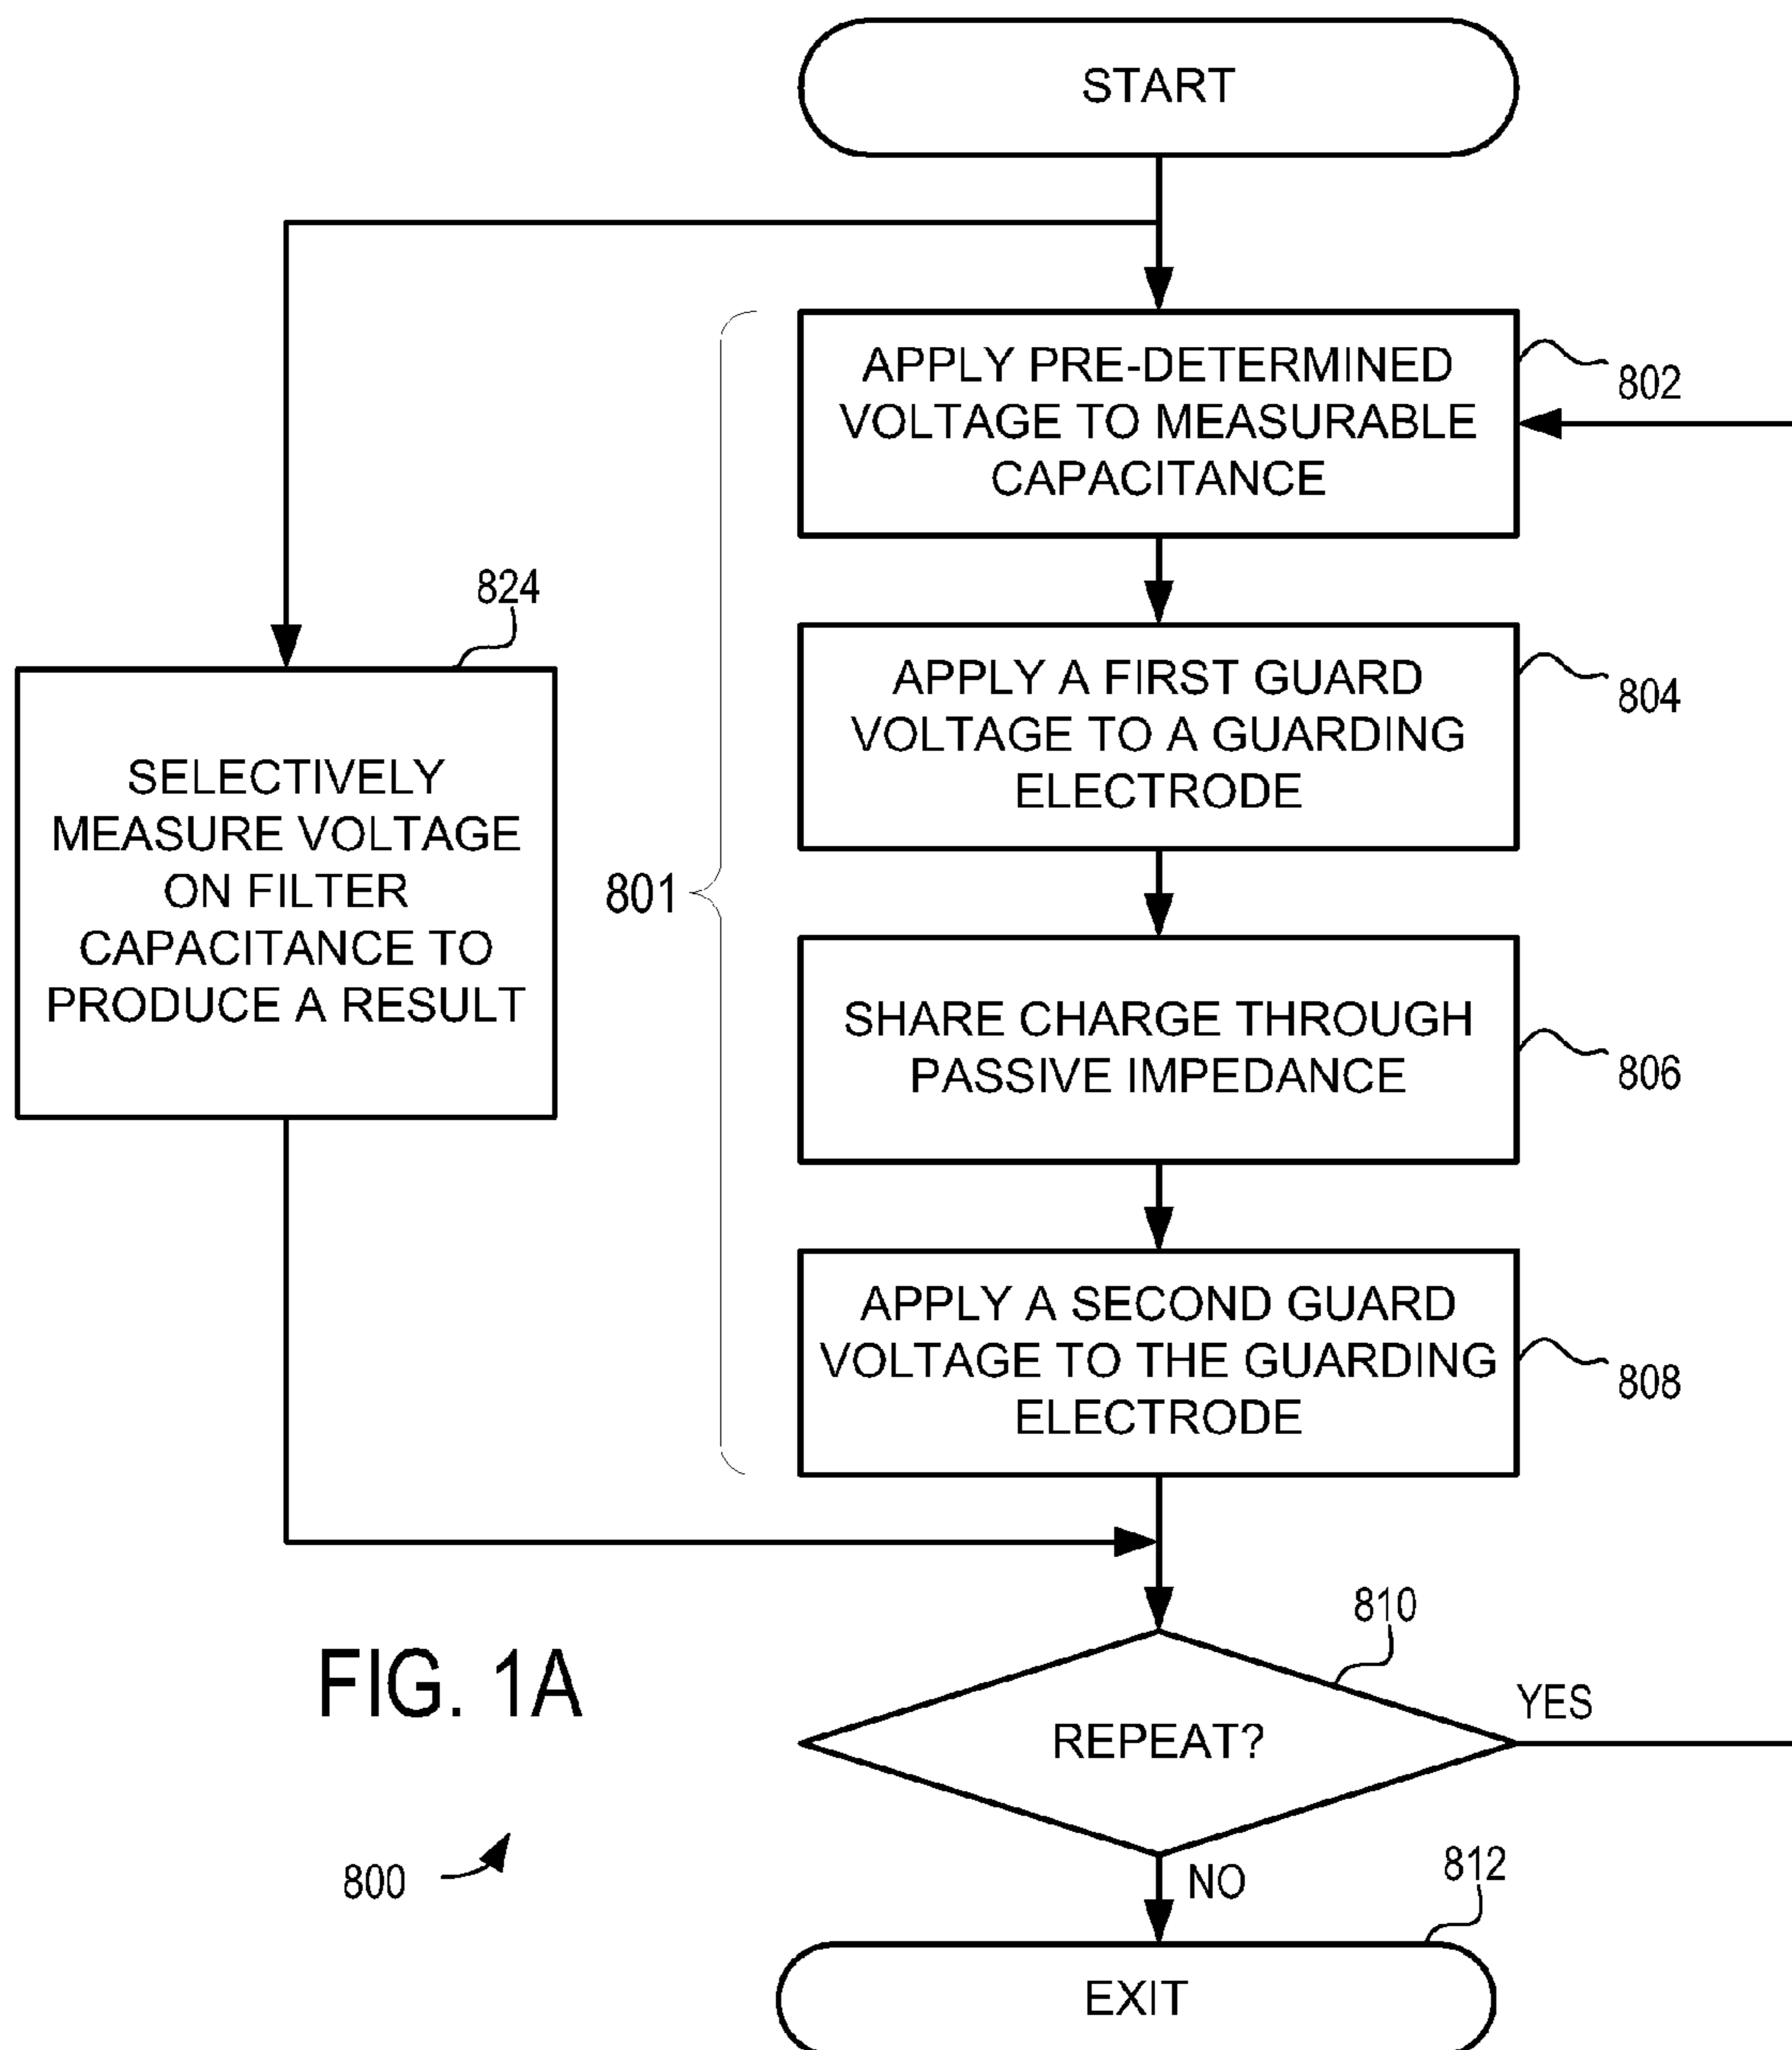 START
APPLY PRE-DETERMINED
VOLTAGE TO MEASURABLE
CAPACITANCE
802
824
SELECTIVELY
MEASURE VOLTAGE
ON FILTER
CAPACITANCE TO
PRODUCE A RESULT
801
APPLY A FIRST GUARD
VOLTAGE TO A GUARDING
ELECTRODE
804
SHARE CHARGE THROUGH
PASSIVE IMPEDANCE
806
APPLY A SECOND GUARD
VOLTAGE TO THE GUARDING
ELECTRODE
808
810
FIG. 1A
REPEAT?
YES
800
NO
812
EXIT